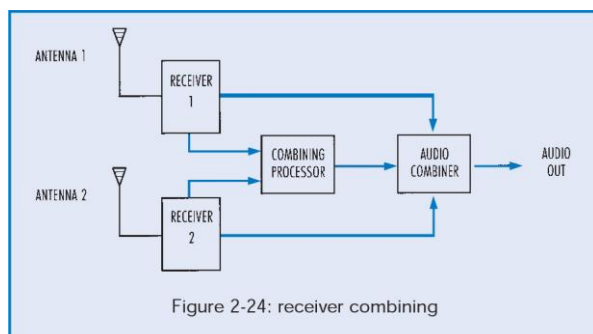 ANTENNA 1
RECEIVER
1
COMBINING
PROCESSOR
AUDIO
COMBINER
AUDIO
OUT
ANTENNA 2
RECEIVER
2
Figure 2-24: receiver combining